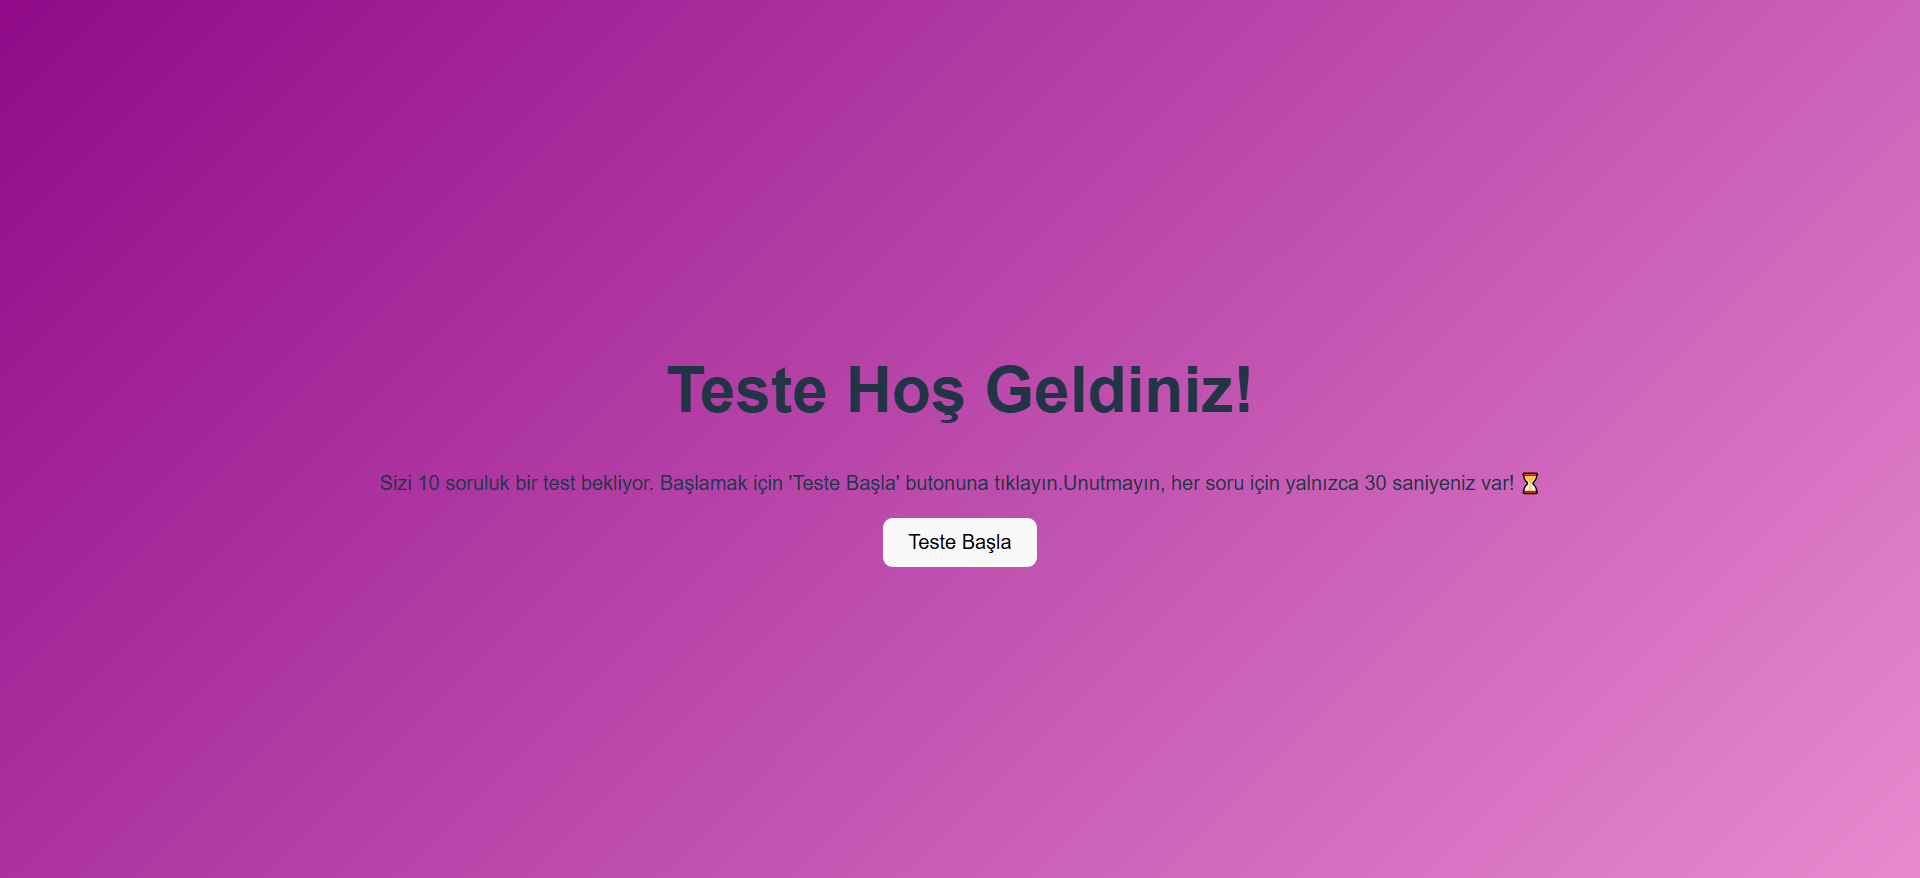 Teste Hoş Geldiniz!
Sizi 10 soruluk bir test bekliyor. Başlamak için 'Teste Başla' butonuna tıklayın.Unutmayın, her soru için yalnızca 30 saniyeniz var! ⏳
Teste Başla